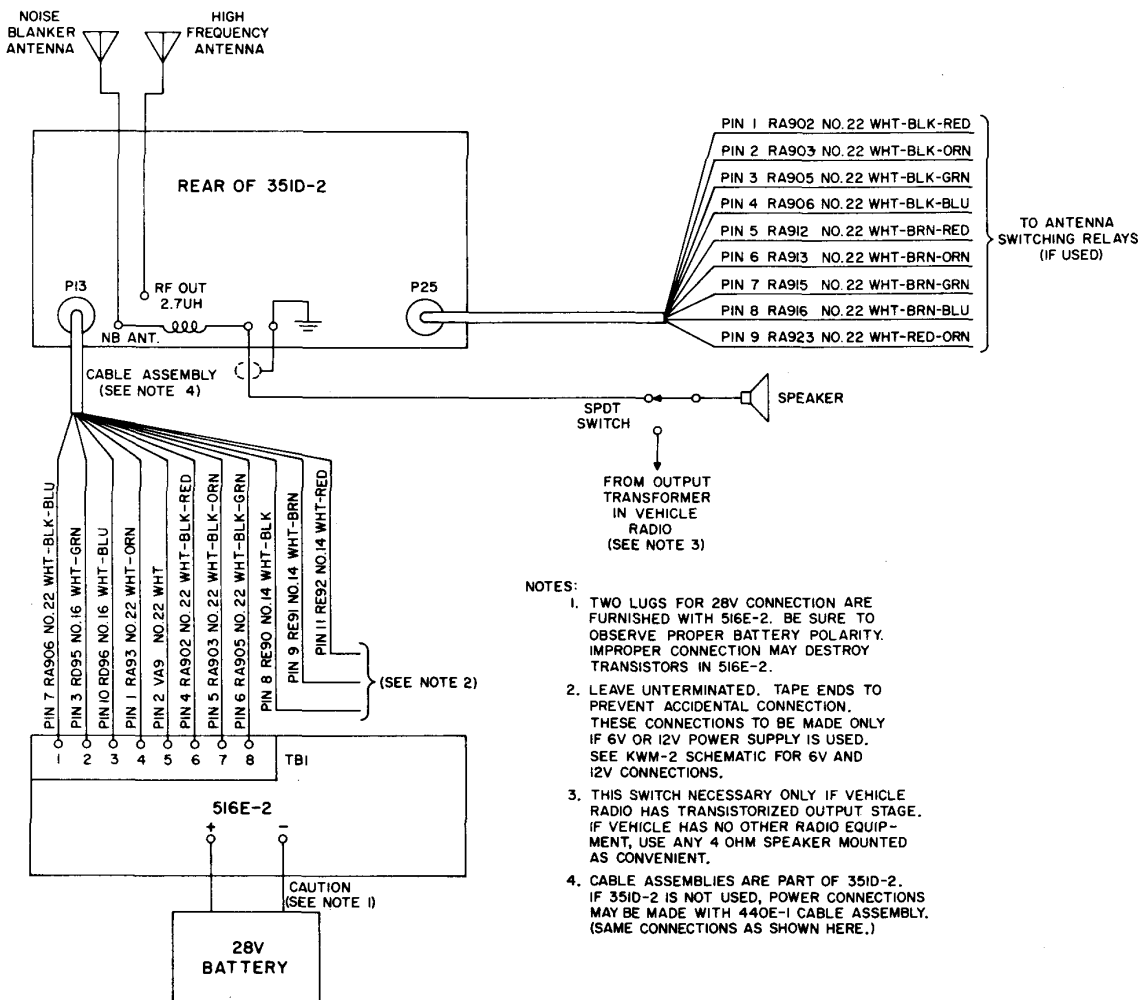 NOISE
BLANKER
ANTENNA
HIGH
FREQUENCY
ANTENNA
REAR OF 351D-2
P13
RF OUT
2.7UH
NB ANT.
P25
PIN 1 RA902 NO. 22 WHT-BLK-RED
PIN 2 RA903 NO. 22 WHT-BLK-ORN
PIN 3 RA905 NO. 22 WHT-BLK-GRN
PIN 4 RA906 NO. 22 WHT-BLK-BLU
PIN 5 RA912 NO. 22 WHT-BRN-RED
PIN 6 RA913 NO. 22 WHT-BRN-ORN
PIN 7 RA915 NO. 22 WHT-BRN-GRN
PIN 8 RA916 NO. 22 WHT-BRN-BLU
PIN 9 RA923 NO. 22 WHT-RED-ORN
TO ANTENNA
SWITCHING RELAYS
(IF USED)
CABLE ASSEMBLY
(SEE NOTE 4)
SPDT
SWITCH
SPEAKER
FROM OUTPUT
TRANSFORMER
IN VEHICLE
RADIO
(SEE NOTE 3)
PIN 7 RA906 NO. 22 WHT-BLK-BLU
PIN 3 RD95 NO. 16 WHT-GRN
PIN 10 RD96 NO. 16 WHT-BLU
PIN 1 RA93 NO. 22 WHT-ORN
PIN 2 VA9 NO. 22 WHT
PIN 4 RA902 NO. 22 WHT-BLK-RED
PIN 5 RA903 NO. 22 WHT-BLK-ORN
PIN 6 RA905 NO. 22 WHT-BLK-GRN
PIN 8 RE90 NO. 14 WHT-BLK
PIN 9 RE91 NO. 14 WHT-BRN
PIN 11 RE92 NO. 14 WHT-RED
(SEE NOTE 2)
1 2 3 4 5 6 7 8 TB1
516E-2
+ −
CAUTION
(SEE NOTE 1)
28V
BATTERY
NOTES:
1. TWO LUGS FOR 28V CONNECTION ARE
FURNISHED WITH 516E-2. BE SURE TO
OBSERVE PROPER BATTERY POLARITY.
IMPROPER CONNECTION MAY DESTROY
TRANSISTORS IN 516E-2.
2. LEAVE UNTERMINATED. TAPE ENDS TO
PREVENT ACCIDENTAL CONNECTION.
THESE CONNECTIONS TO BE MADE ONLY
IF 6V OR 12V POWER SUPPLY IS USED.
SEE KWM-2 SCHEMATIC FOR 6V AND
12V CONNECTIONS.
3. THIS SWITCH NECESSARY ONLY IF VEHICLE
RADIO HAS TRANSISTORIZED OUTPUT STAGE.
IF VEHICLE HAS NO OTHER RADIO EQUIP-
MENT, USE ANY 4 OHM SPEAKER MOUNTED
AS CONVENIENT.
4. CABLE ASSEMBLIES ARE PART OF 351D-2.
IF 351D-2 IS NOT USED, POWER CONNECTIONS
MAY BE MADE WITH 440E-1 CABLE ASSEMBLY.
(SAME CONNECTIONS AS SHOWN HERE.)